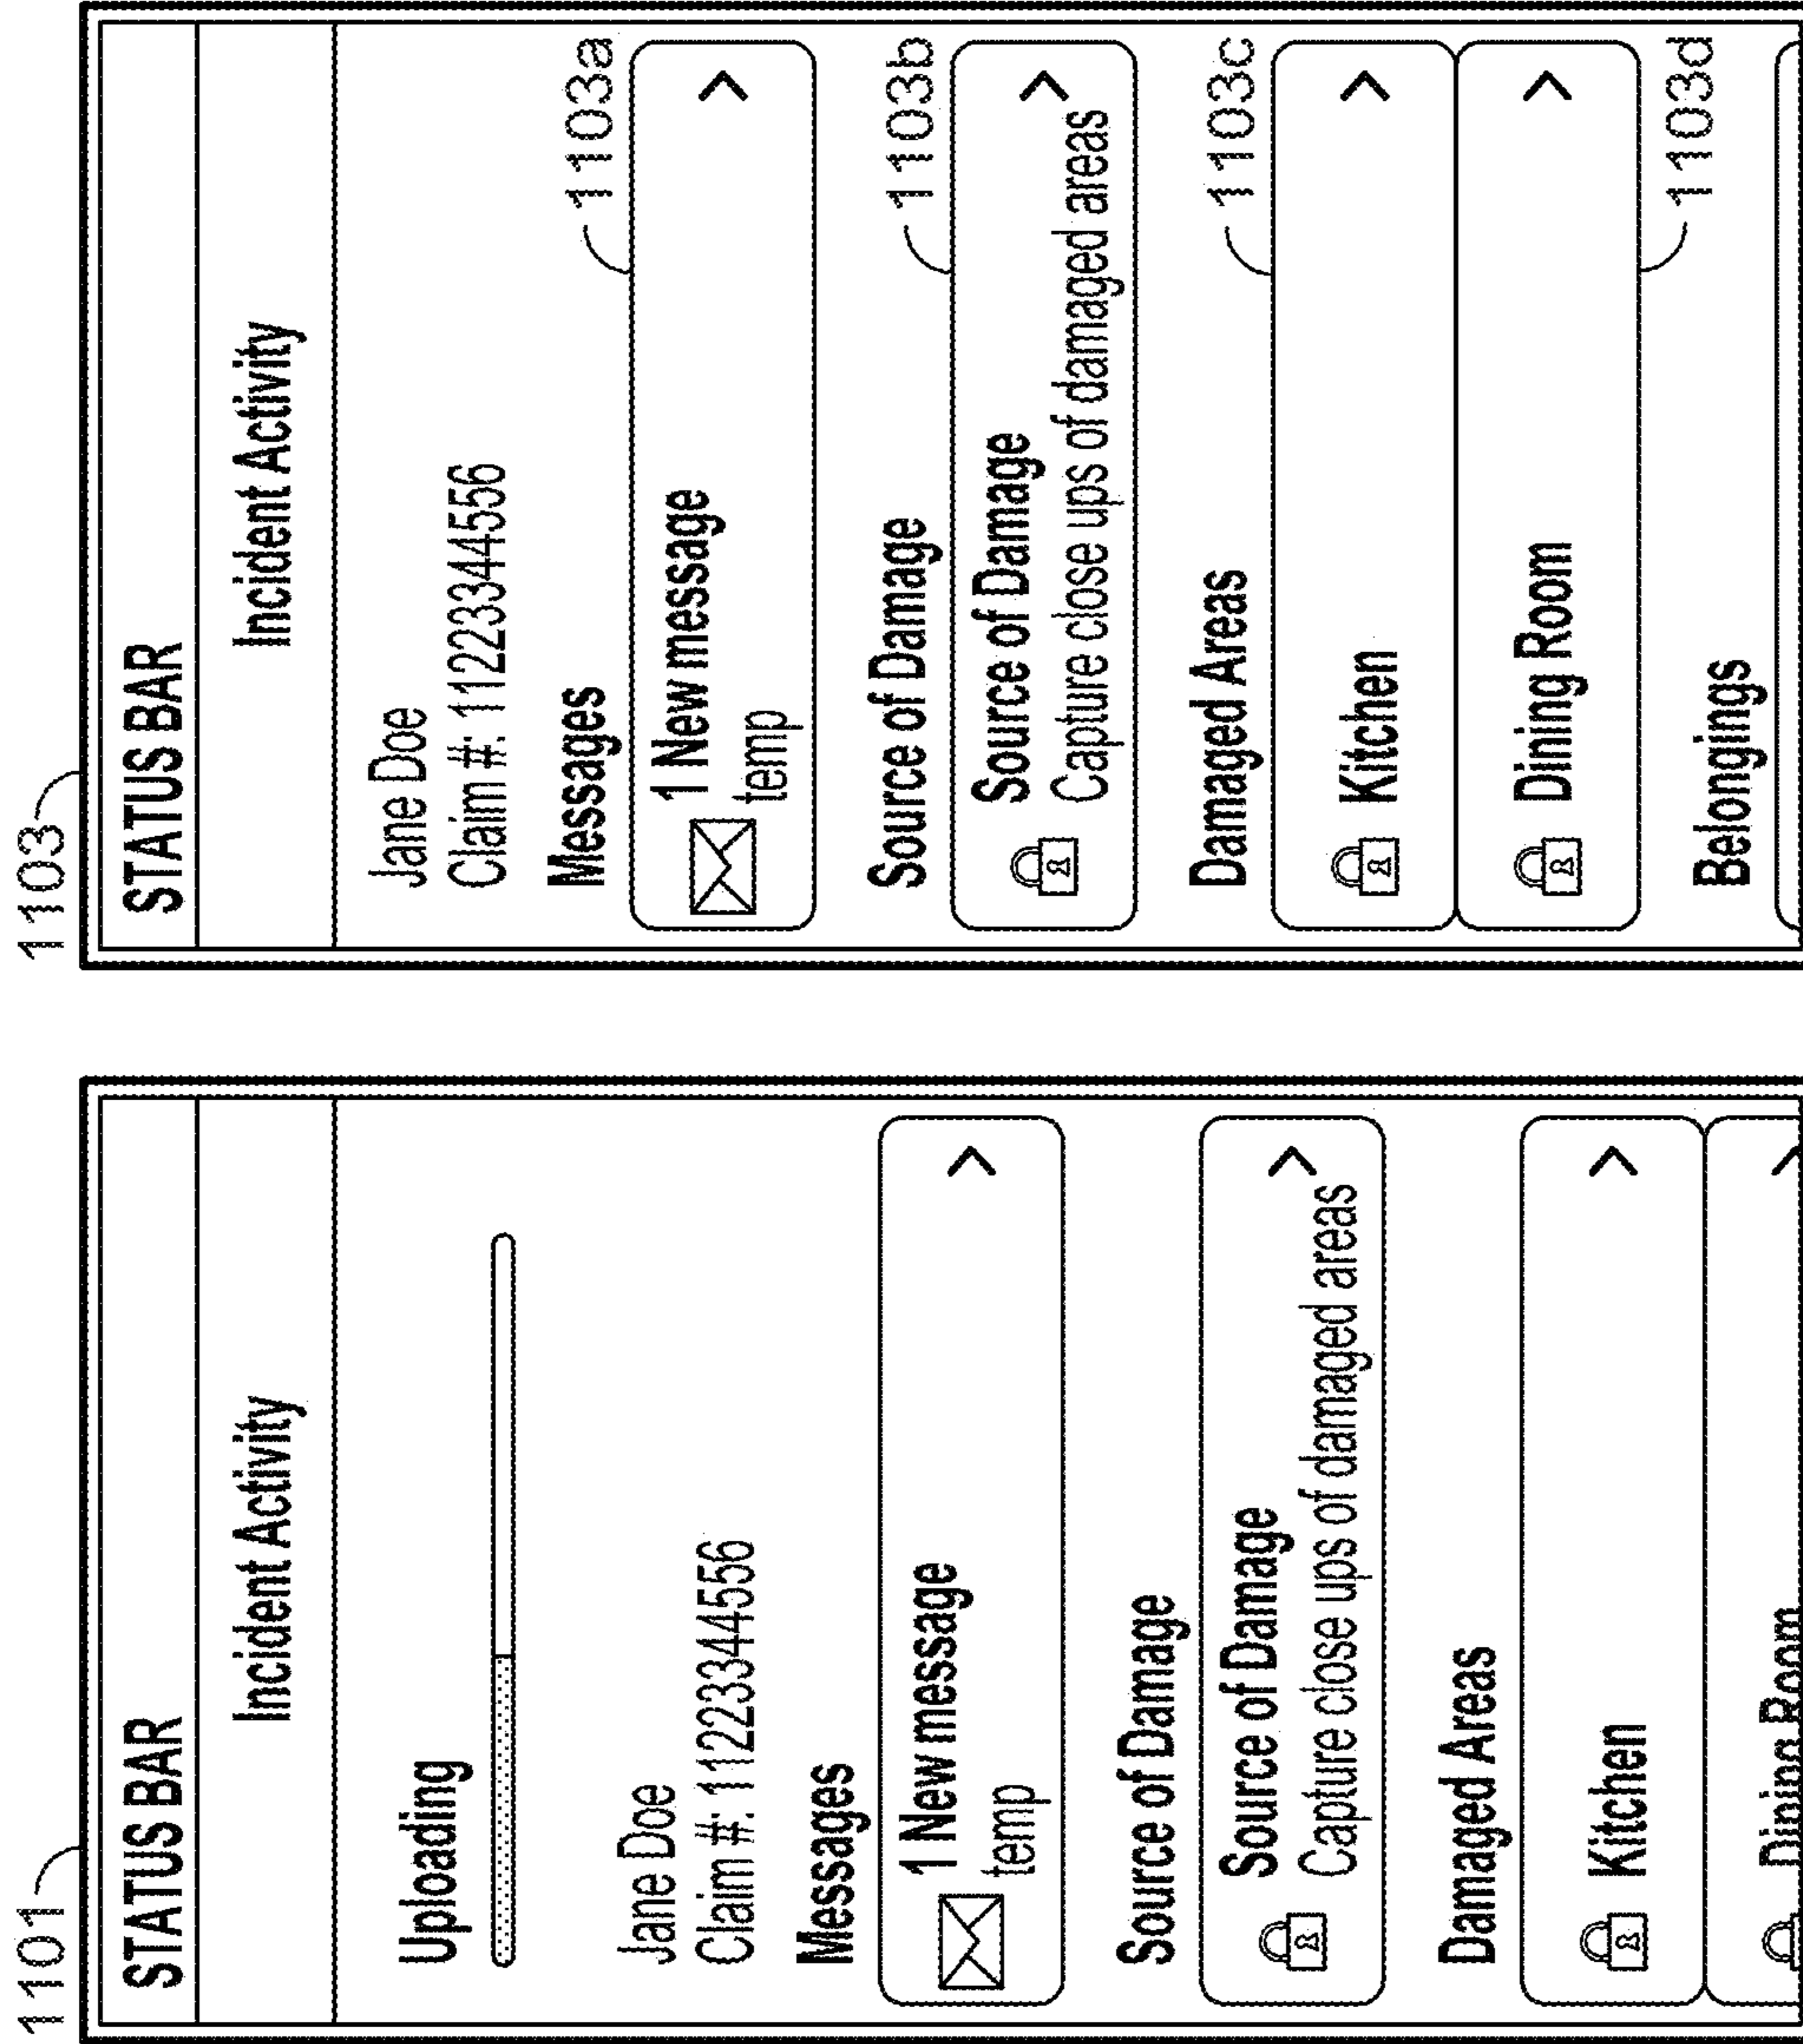 1101
STATUS BAR
Incident Activity
Uploading
Jane Doe
Claim #: 11223344556
Messages
1 New message
temp
Source of Damage
Source of Damage
Capture close ups of damaged areas
Damaged Areas
Kitchen
Dining Room
1103
STATUS BAR
Incident Activity
Jane Doe
Claim #: 11223344556
Messages
1103a
1 New message
temp
Source of Damage
1103b
Source of Damage
Capture close ups of damaged areas
Damaged Areas
1103c
Kitchen
Dining Room
1103d
Belongings